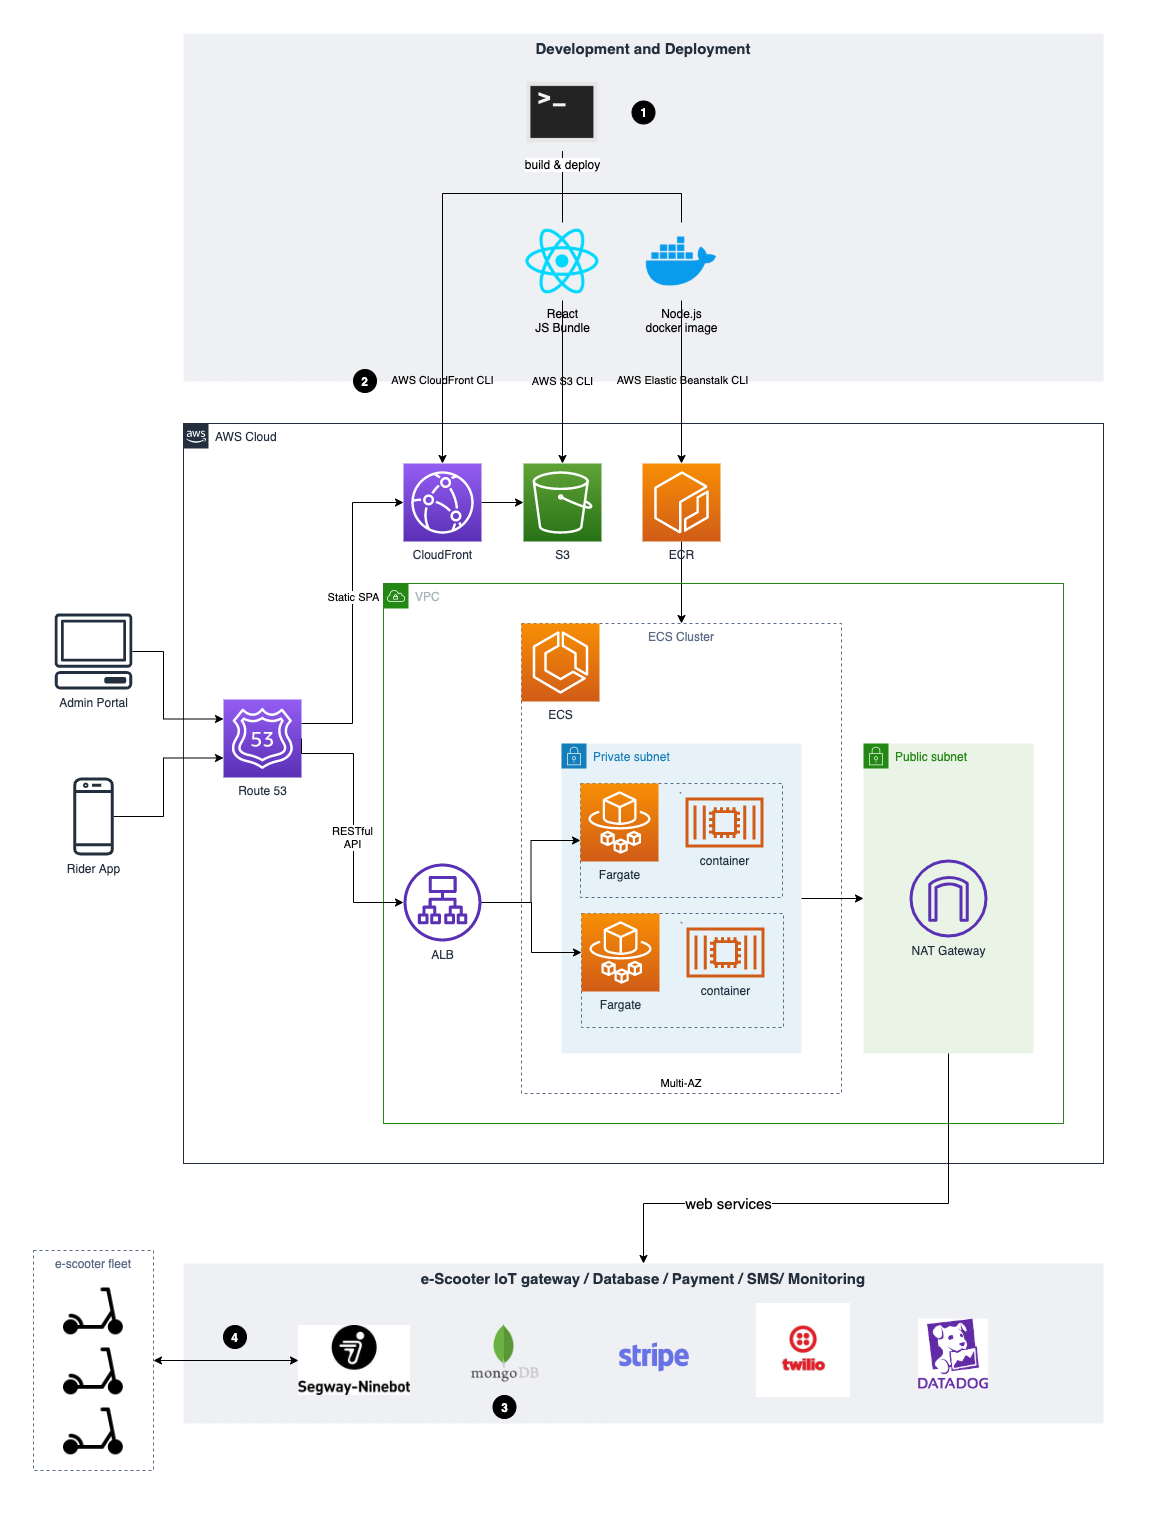 Development and Deployment
>_
1
build & deploy
React
JS Bundle
Node.js
docker image
2
AWS CloudFront CLI
AWS S3 CLI
AWS Elastic Beanstalk CLI
aws
AWS Cloud
CloudFront
S3
ECR
Static SPA
VPC
ECS Cluster
ECS
Admin Portal
53
Route 53
Private subnet
Public subnet
RESTful
API
Rider App
Fargate
container
ALB
NAT Gateway
Fargate
container
Multi-AZ
web services
e-scooter fleet
e-Scooter IoT gateway / Database / Payment / SMS/ Monitoring
4
Segway-Ninebot
mongoDB
stripe
twilio
DATADOG
3